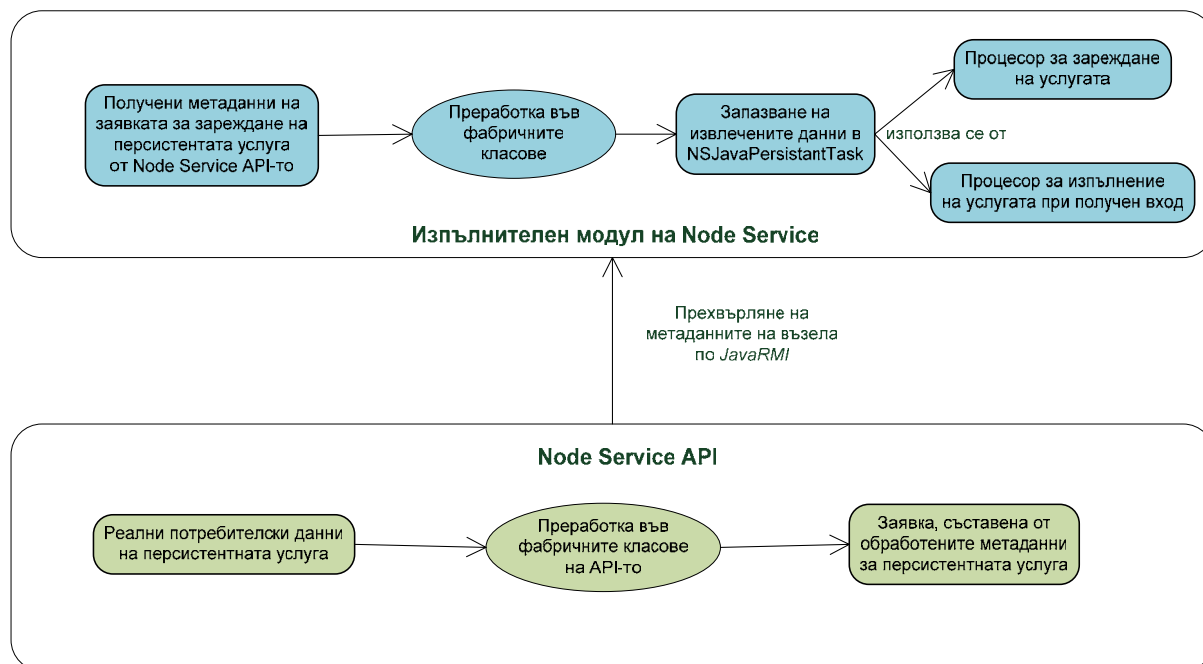 Получени метаданни на
заявката за зареждане на
персистентата услуга
от Node Service API-то
Преработка във
фабричните
класове
Запазване на
извлечените данни в
NSJavaPersistantTask
използва се от
Процесор за зареждане
на услугата
Процесор за изпълнение
на услугата при получен вход
Изпълнителен модул на Node Service
Прехвърляне на
метаданните на възела
по JavaRMI
Node Service API
Реални потребителски данни
на персистентната услуга
Преработка във
фабричните класове
на API-то
Заявка, съставена от
обработените метаданни
за персистентната услуга